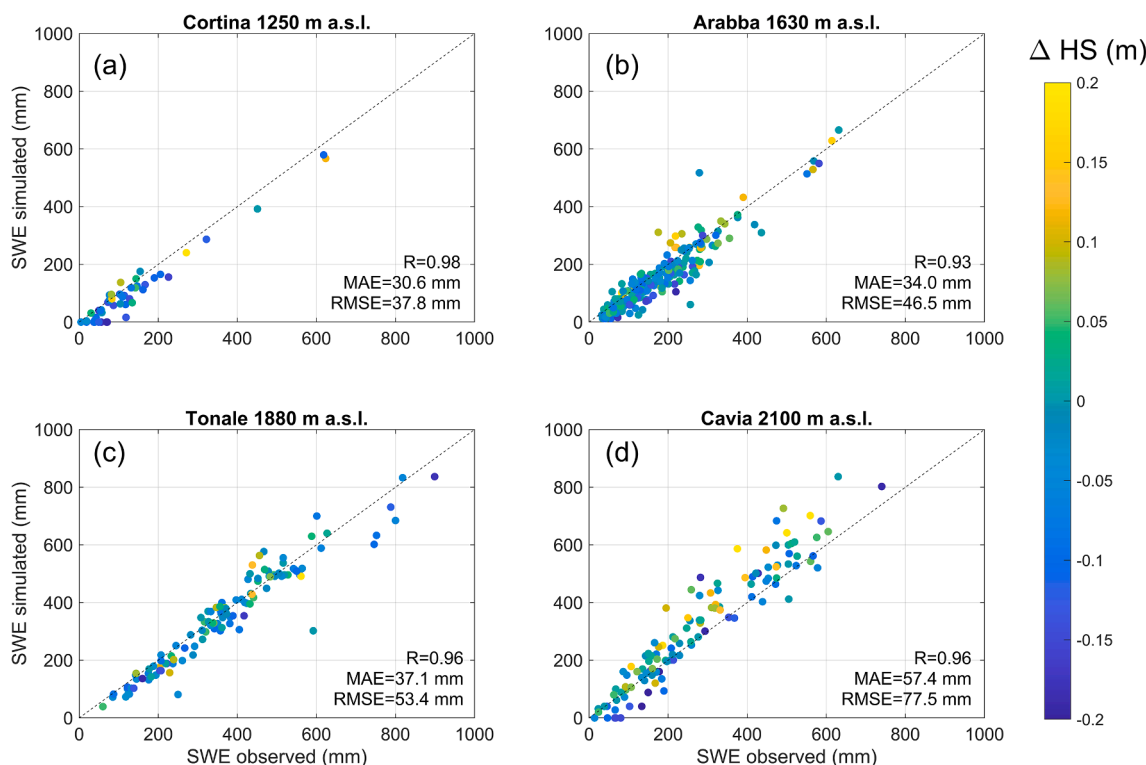 Cortina 1250 m a.s.l.
Arabba 1630 m a.s.l.
Δ HS (m)
(a)
SWE simulated (mm)
1000
800
600
400
200
0
0 200 400 600 800 1000
R=0.98
MAE=30.6 mm
RMSE=37.8 mm
(b)
1000
800
600
400
200
0
0 200 400 600 800 1000
R=0.93
MAE=34.0 mm
RMSE=46.5 mm
0.2
0.15
0.1
0.05
0
-0.05
-0.1
-0.15
-0.2
Tonale 1880 m a.s.l.
Cavia 2100 m a.s.l.
(c)
SWE simulated (mm)
1000
800
600
400
200
0
0 200 400 600 800 1000
R=0.96
MAE=37.1 mm
RMSE=53.4 mm
SWE observed (mm)
(d)
1000
800
600
400
200
0
0 200 400 600 800 1000
R=0.96
MAE=57.4 mm
RMSE=77.5 mm
SWE observed (mm)